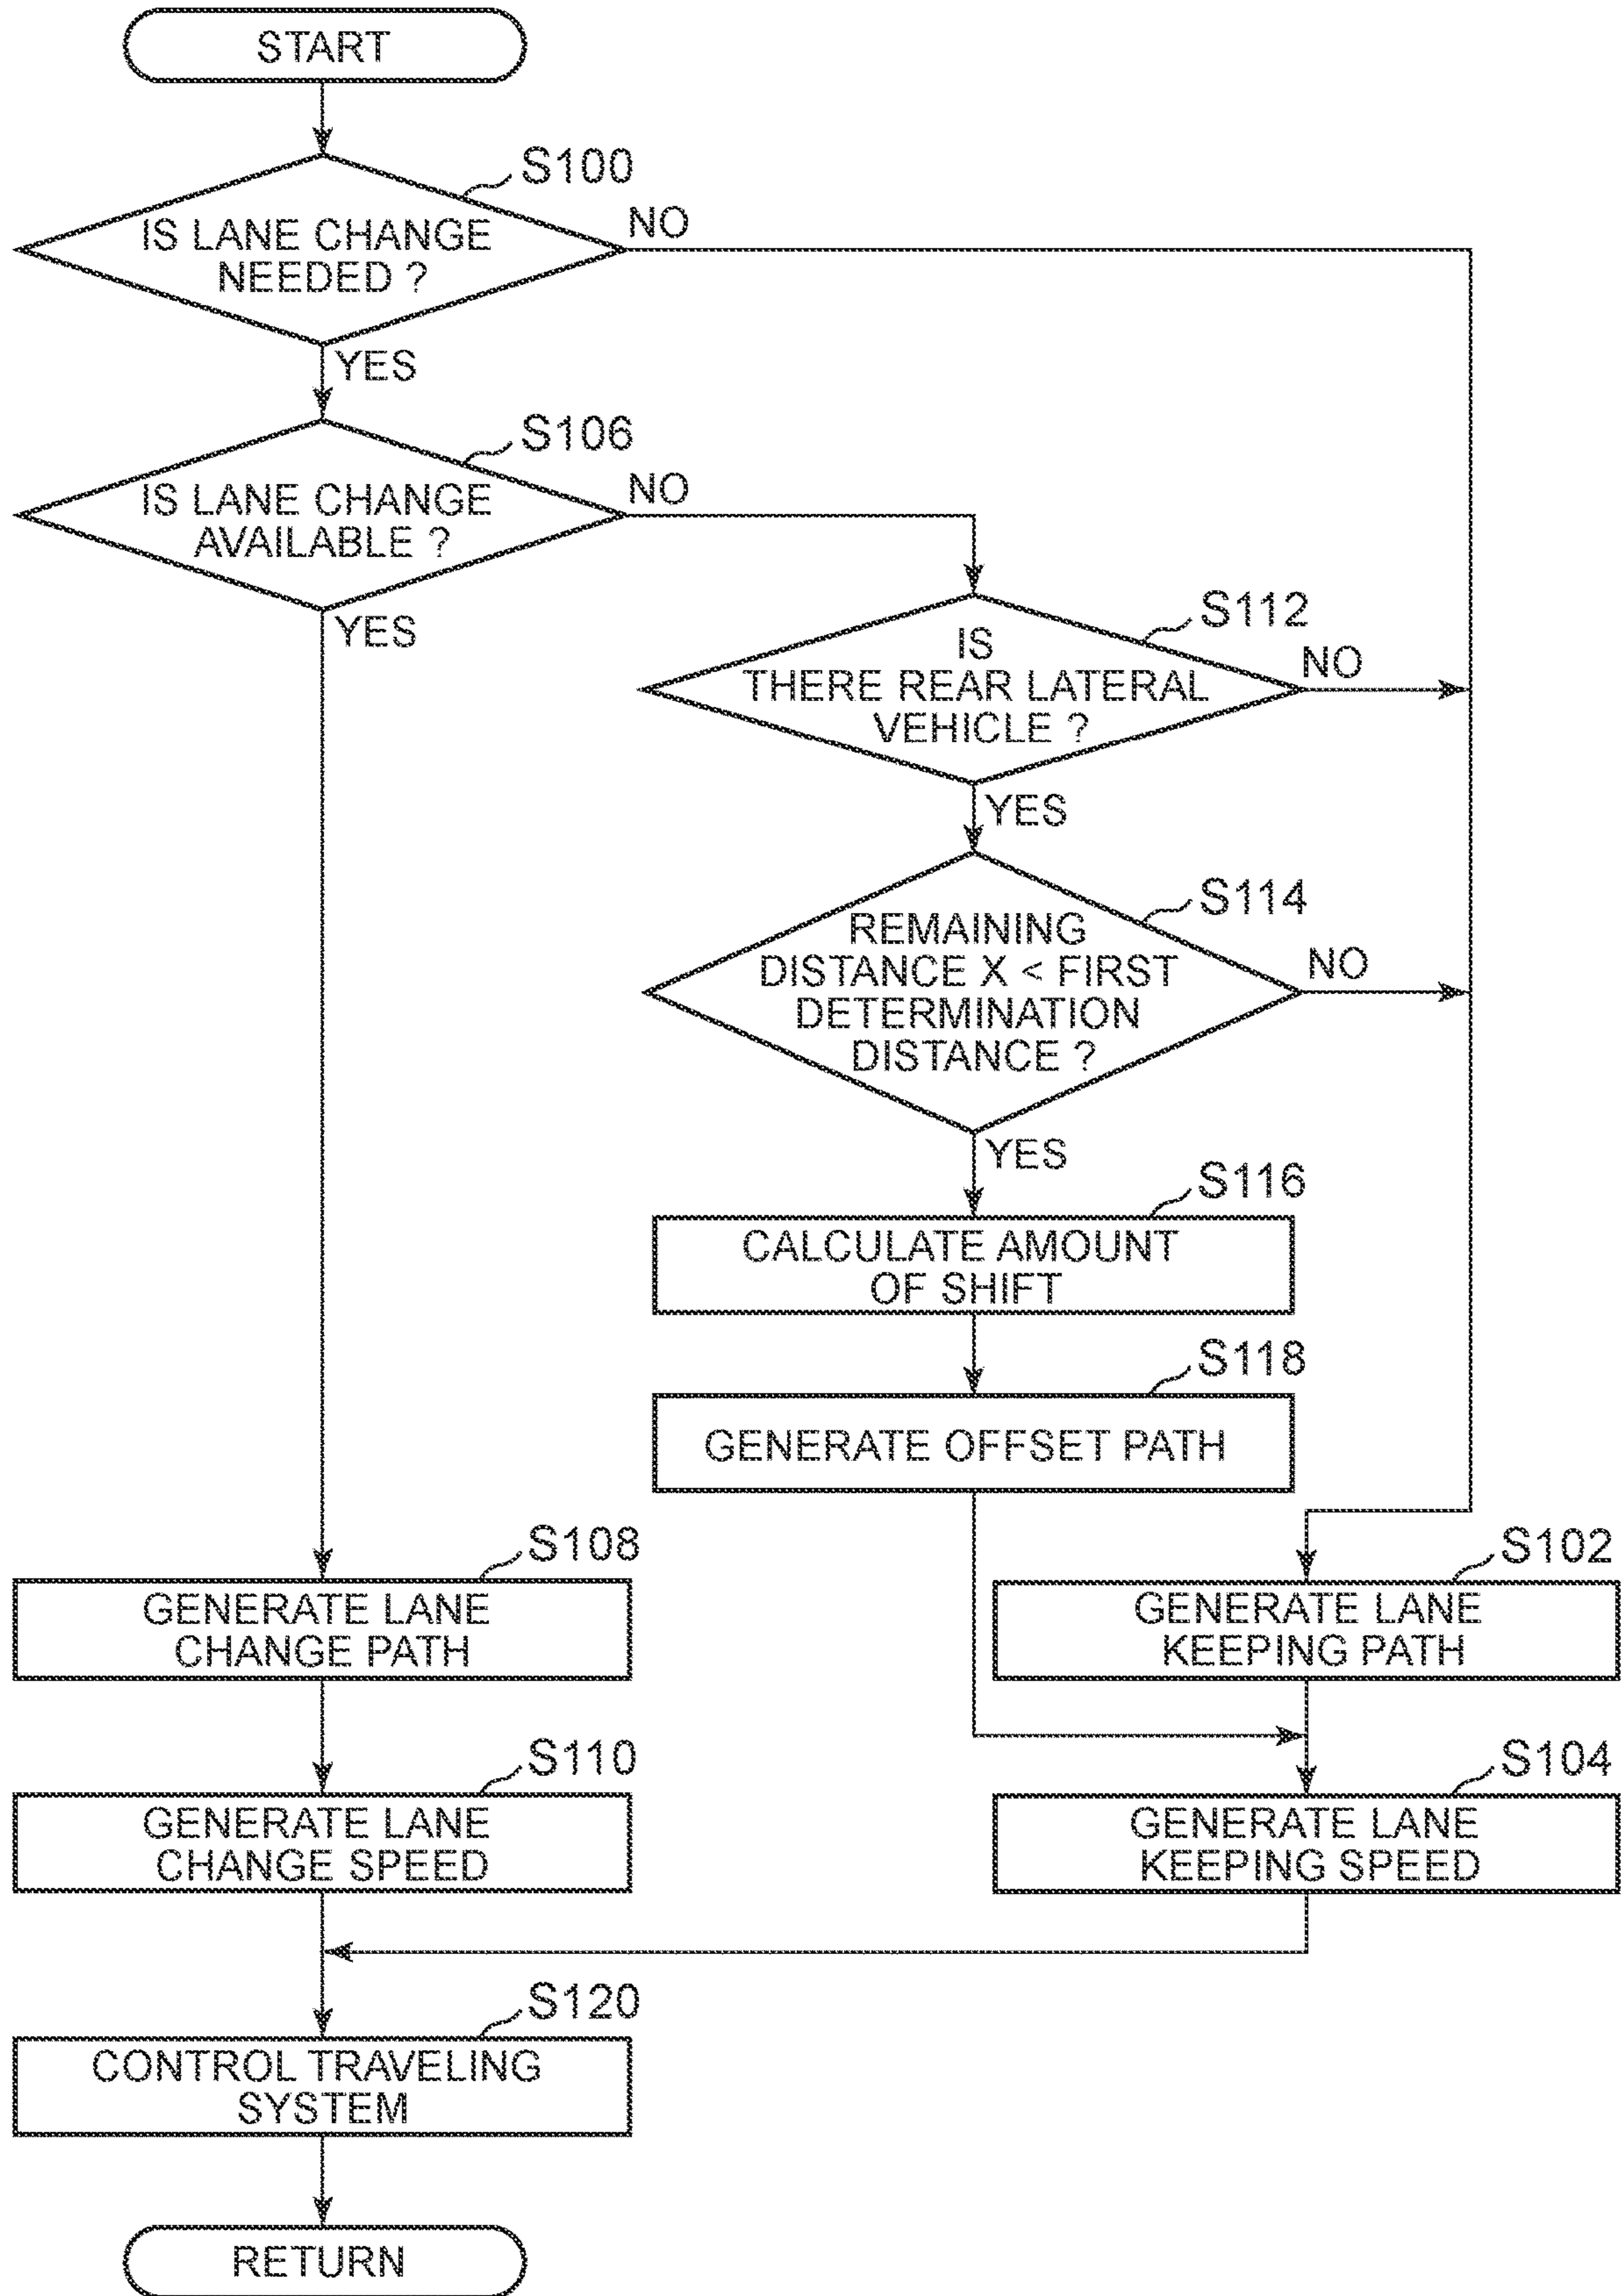 START
S100
IS LANE CHANGE
NEEDED ?
NO
YES
S106
IS LANE CHANGE
AVAILABLE ?
NO
YES
S112
IS
THERE REAR LATERAL
VEHICLE ?
NO
YES
S114
REMAINING
DISTANCE X < FIRST
DETERMINATION
DISTANCE ?
NO
YES
S116
CALCULATE AMOUNT
OF SHIFT
S118
GENERATE OFFSET PATH
S108
GENERATE LANE
CHANGE PATH
S102
GENERATE LANE
KEEPING PATH
S110
GENERATE LANE
CHANGE SPEED
S104
GENERATE LANE
KEEPING SPEED
S120
CONTROL TRAVELING
SYSTEM
RETURN